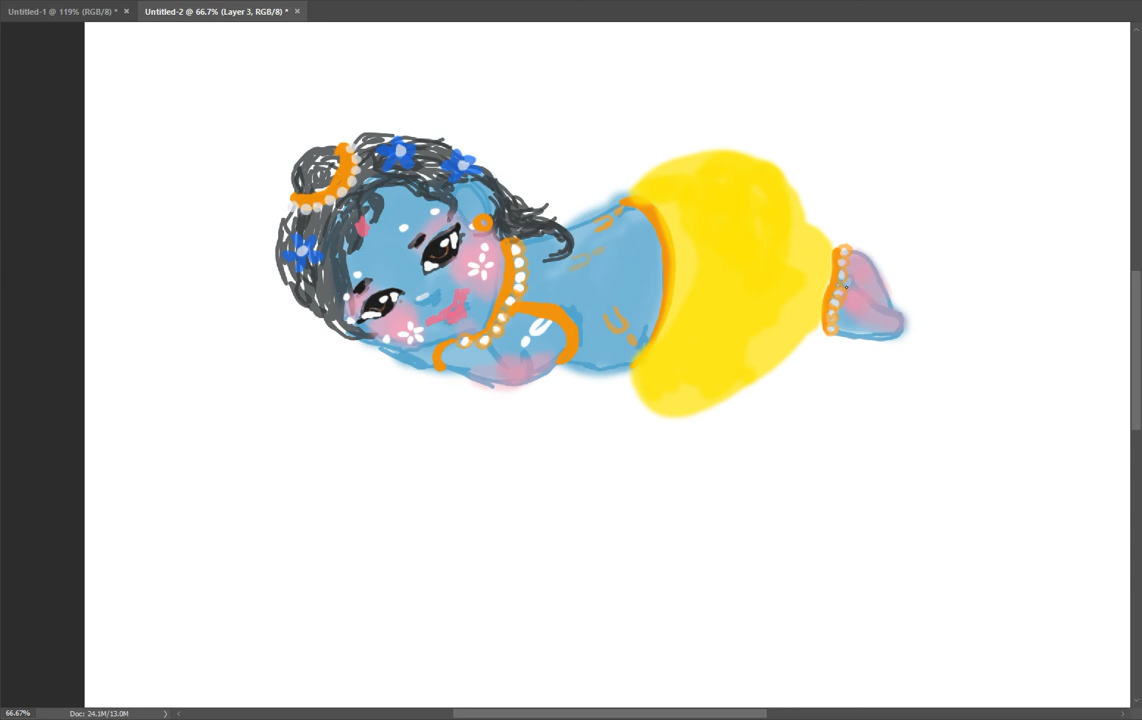 Untitled-1 @ 119% (RGB/8) * × Untitled-2 @ 66.7% (Layer 3, RGB/8) * ×
66.67% Doc: 24.1M/13.0M